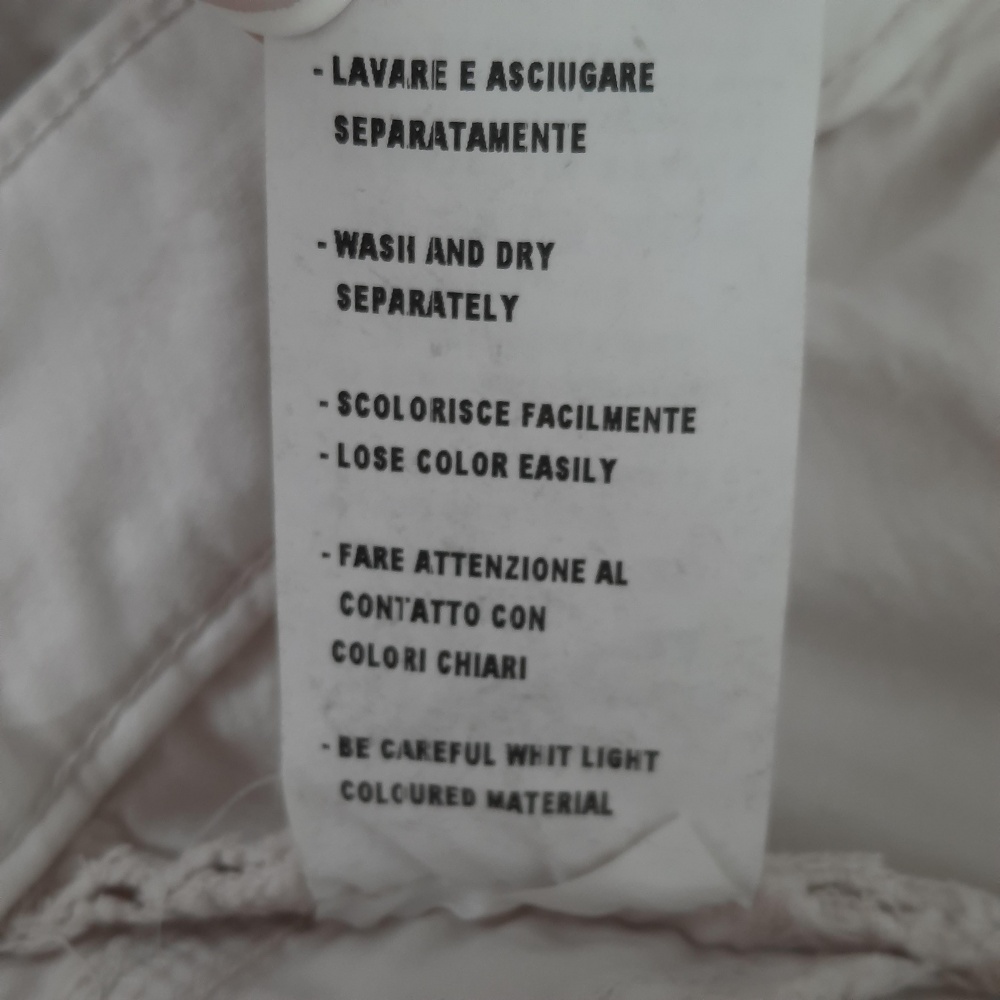 - LAVARE E ASCIUGARE
SEPARATAMENTE
- WASH AND DRY
SEPARATELY
- SCOLORISCE FACILMENTE
- LOSE COLOR EASILY
- FARE ATTENZIONE AL
CONTATTO CON
COLORI CHIARI
- BE CAREFUL WHIT LIGHT
COLOURED MATERIAL